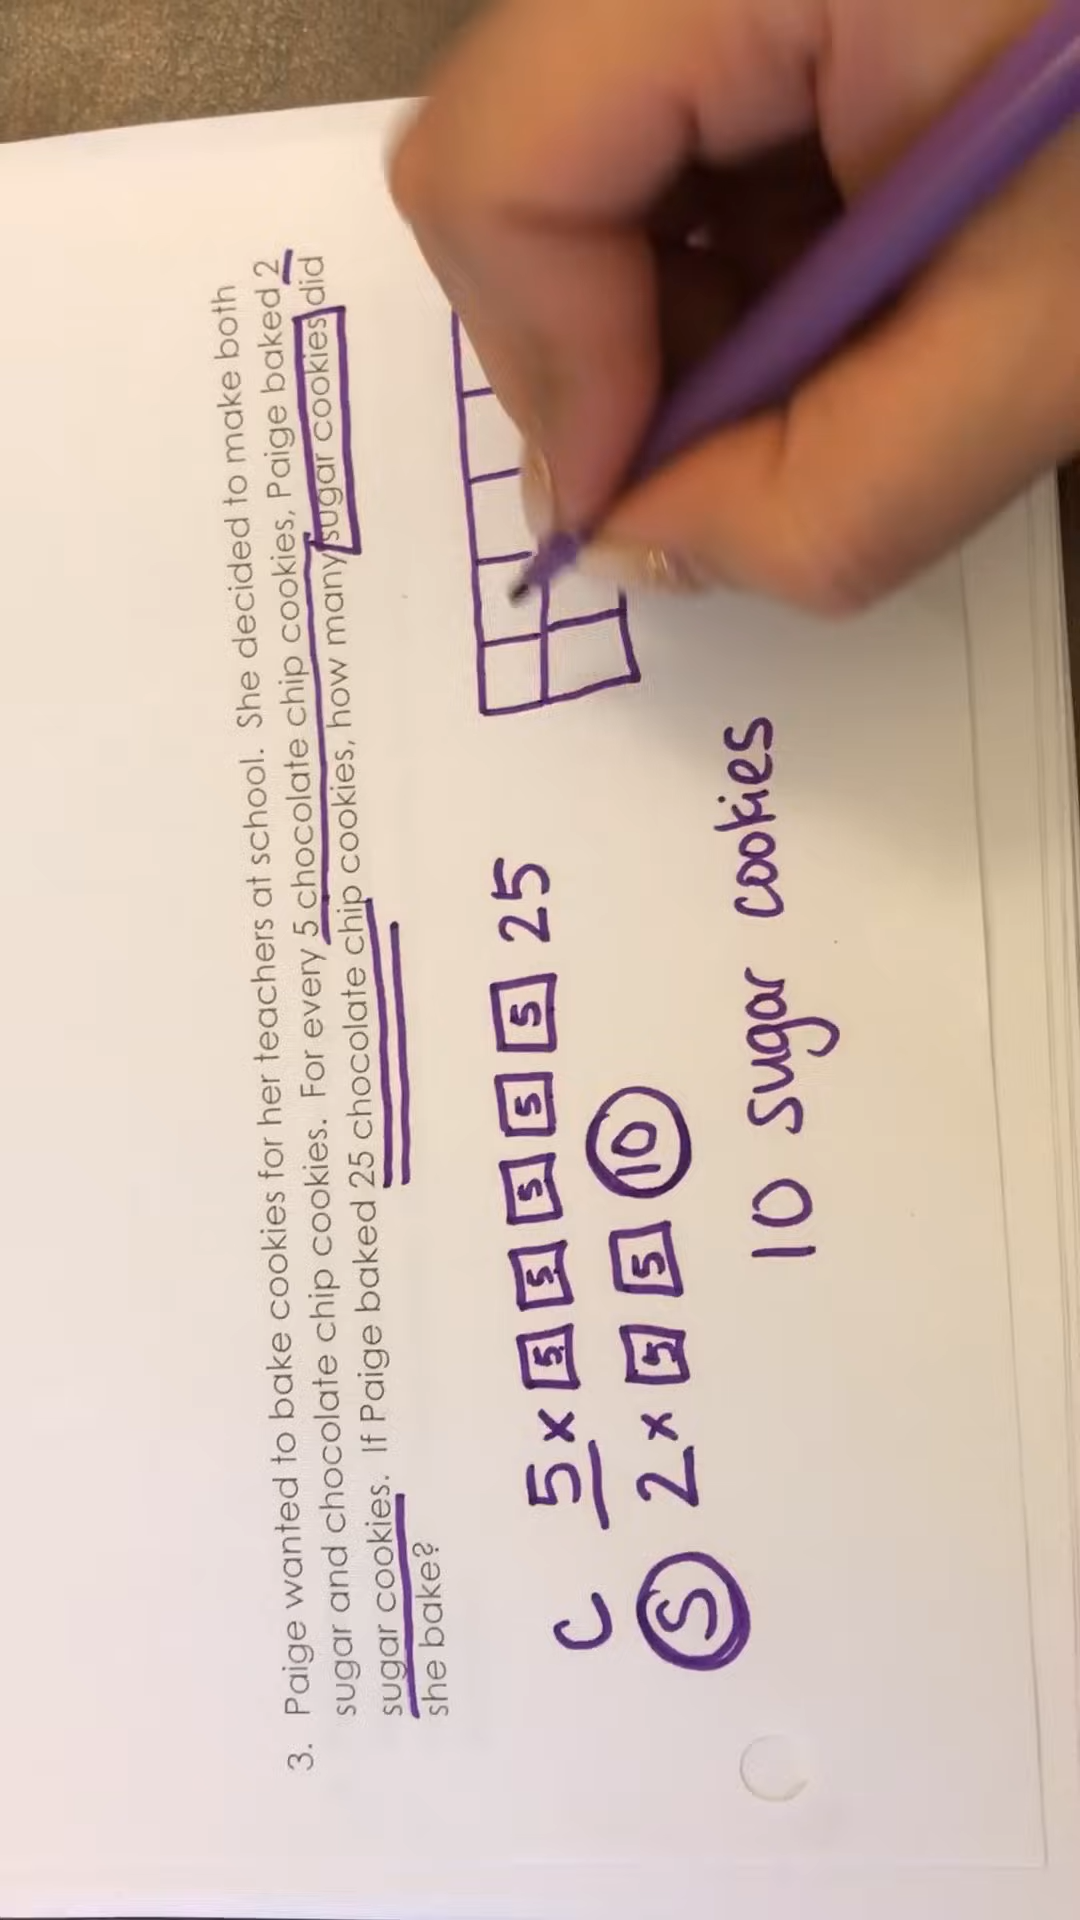 3. Paige wanted to bake cookies for her teachers at school. She decided to make both
sugar and chocolate chip cookies. For every 5 chocolate chip cookies, Paige baked 2
sugar cookies. If Paige baked 25 chocolate chip cookies, how many sugar cookies did
she bake?
C 5 x 5 5 5 5 5 25
S 2 x 5 5 10
10 sugar cookies